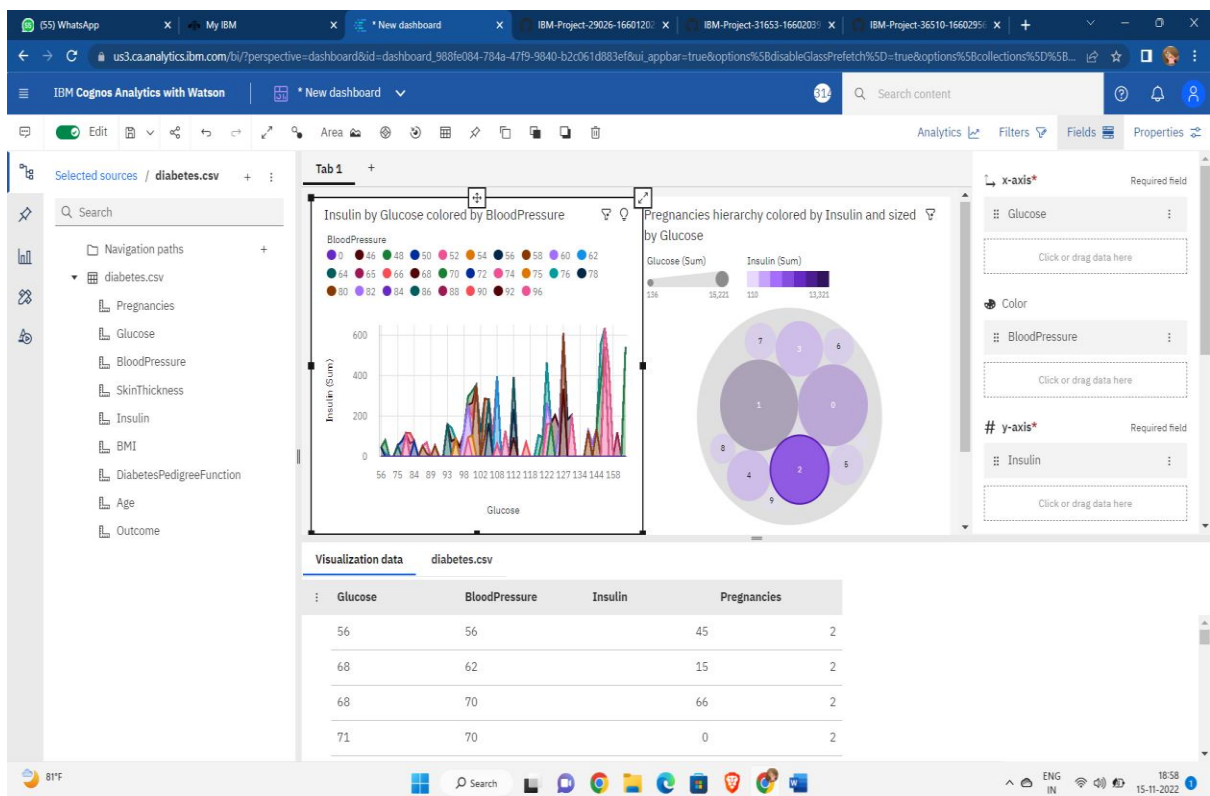 (55) WhatsApp
My IBM
* New dashboard
IBM-Project-29026-1660120
IBM-Project-31653-16602039
IBM-Project-36510-1660295
us3.ca.analytics.ibm.com/bi/?perspective=dashboard&id=dashboard_988fe084-784a-47f9-9840-b2c061d883ef&ui_appbar=true&options%5BdisableGlassPrefetch%5D=true&options%5Bcollections%5D%5B...
IBM Cognos Analytics with Watson
* New dashboard
314
Search content
Edit
Area
Analytics
Filters
Fields
Properties
Selected sources / diabetes.csv
Search
Navigation paths
diabetes.csv
Pregnancies
Glucose
BloodPressure
SkinThickness
Insulin
BMI
DiabetesPedigreeFunction
Age
Outcome
Tab 1 +
Insulin by Glucose colored by BloodPressure
BloodPressure
0 46 48 50 52 54 56 58 60 62
64 65 66 68 70 72 74 75 76 78
80 82 84 86 88 90 92 96
600
400
200
0
Insulin (Sum)
56 75 84 89 93 98 102 108 112 118 122 127 134 144 158
Glucose
Pregnancies hierarchy colored by Insulin and sized
by Glucose
Glucose (Sum)
136 15,221
Insulin (Sum)
110 13,321
7
3
6
1
0
8
4
2
5
9
x-axis*
Required field
Glucose
Click or drag data here
Color
BloodPressure
Click or drag data here
# y-axis*
Required field
Insulin
Click or drag data here
Visualization data
diabetes.csv
Glucose BloodPressure Insulin Pregnancies
56 56 45 2
68 62 15 2
68 70 66 2
71 70 0 2
81°F
Search
ENG
IN
18:58
15-11-2022
1